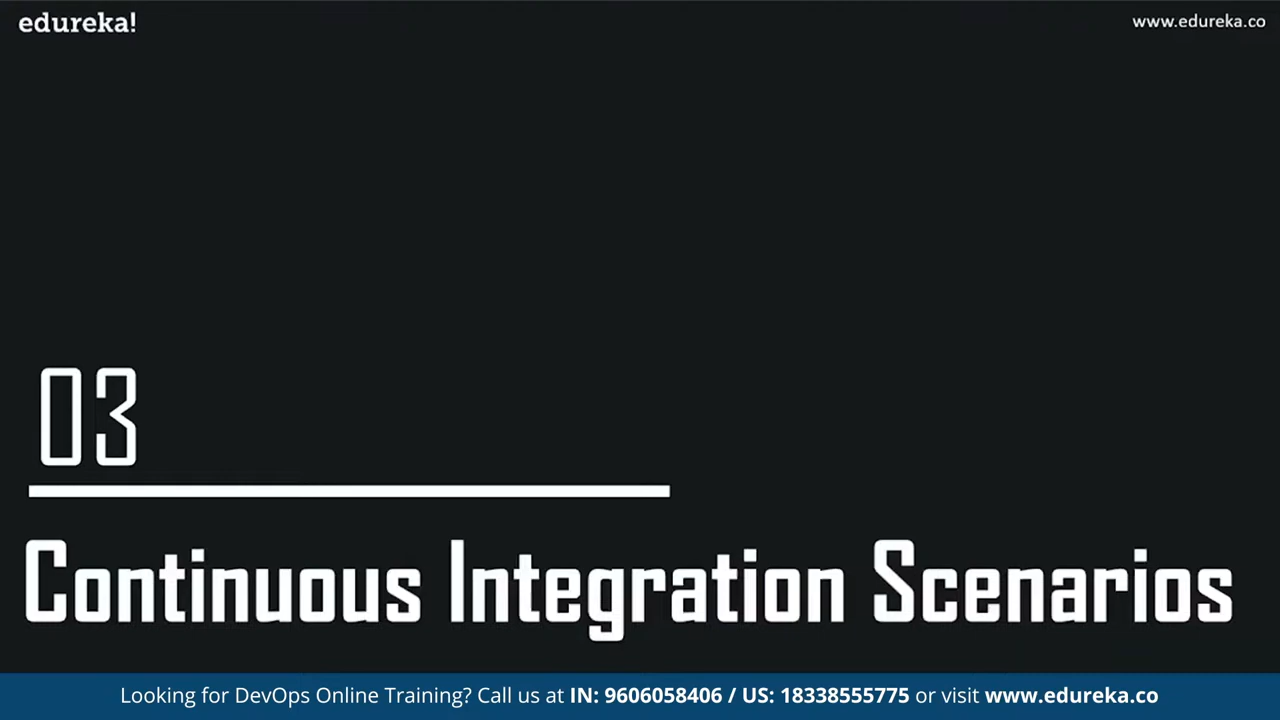 edureka!
www.edureka.co
03
Continuous Integration Scenarios
Looking for DevOps Online Training? Call us at IN: 9606058406 / US: 18338555775 or visit www.edureka.co